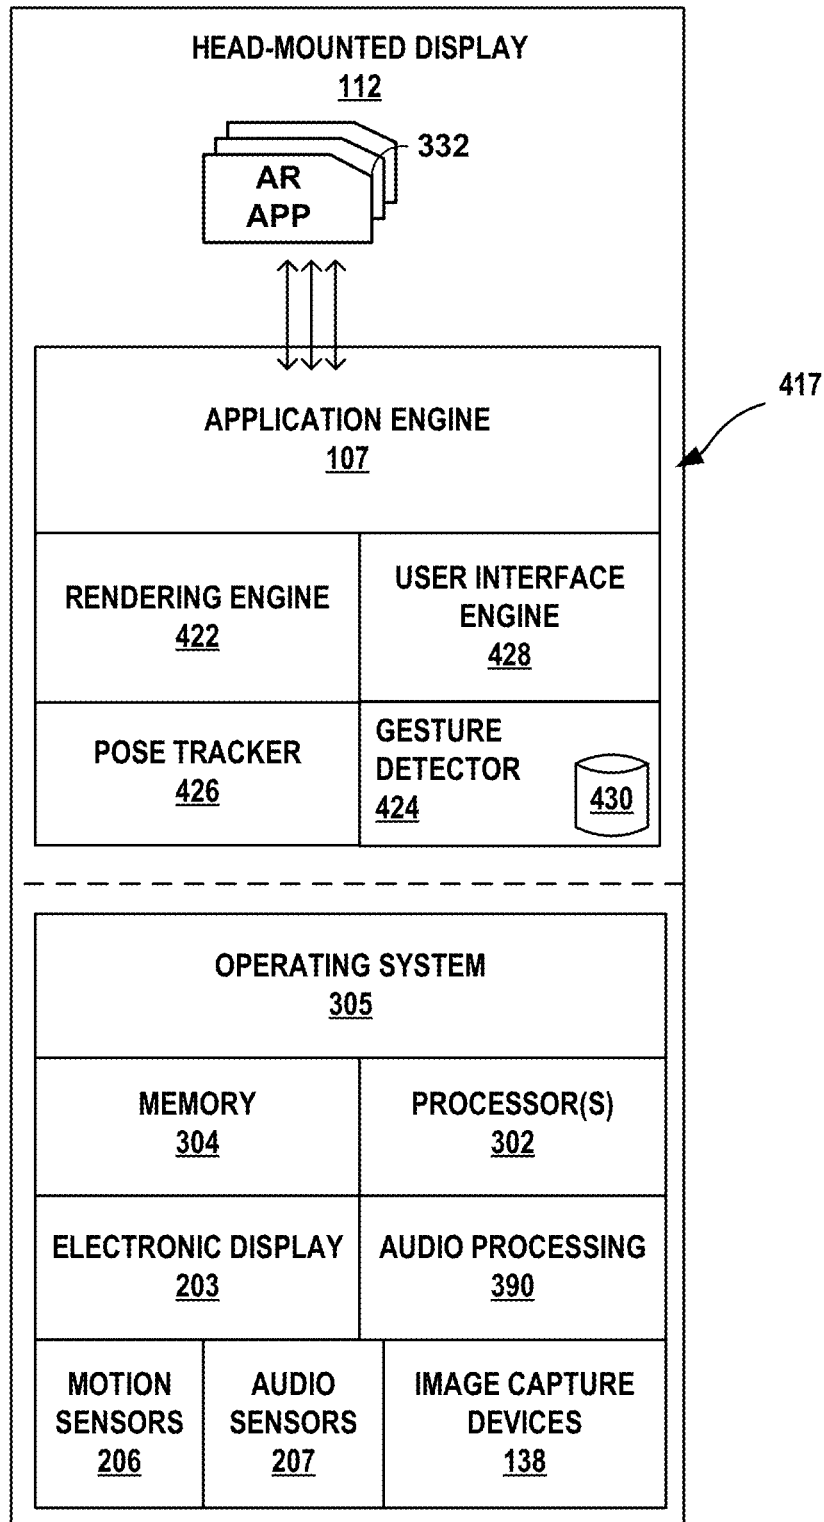 HEAD-MOUNTED DISPLAY
112
332
AR
APP
417
APPLICATION ENGINE
107
RENDERING ENGINE
422
USER INTERFACE
ENGINE
428
POSE TRACKER
426
GESTURE
DETECTOR
424
430
OPERATING SYSTEM
305
MEMORY
304
PROCESSOR(S)
302
ELECTRONIC DISPLAY
203
AUDIO PROCESSING
390
MOTION
SENSORS
206
AUDIO
SENSORS
207
IMAGE CAPTURE
DEVICES
138